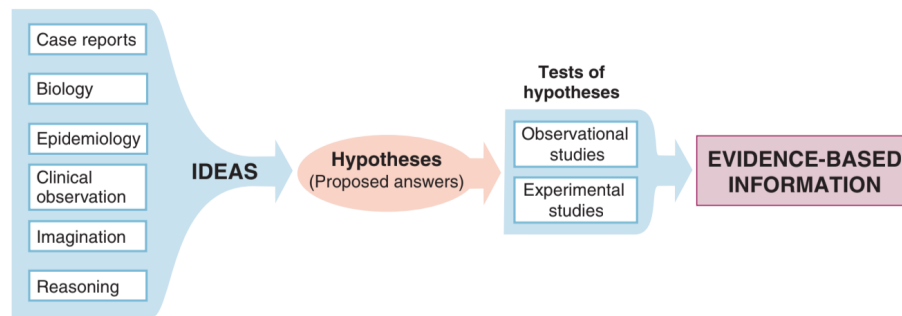 Case reports
Biology
Epidemiology
Clinical
observation
Imagination
Reasoning
IDEAS
Hypotheses
(Proposed answers)
Tests of
hypotheses
Observational
studies
Experimental
studies
EVIDENCE-BASED
INFORMATION